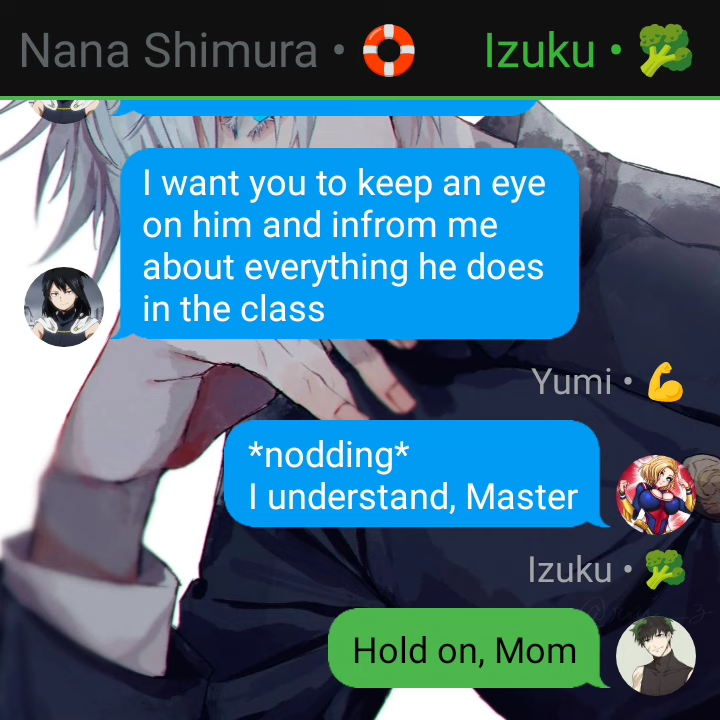 Nana Shimura • 🛟 Izuku • 🥦
I want you to keep an eye
on him and infrom me
about everything he does
in the class
Yumi • 💪
*nodding*
I understand, Master
Izuku • 🥦
Hold on, Mom